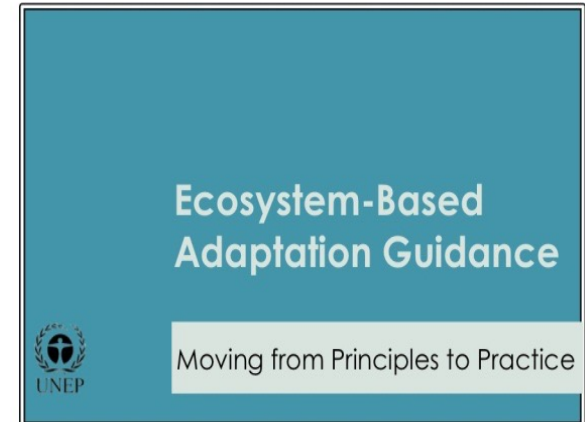 Ecosystem-Based
Adaptation Guidance
Moving from Principles to Practice
UNEP